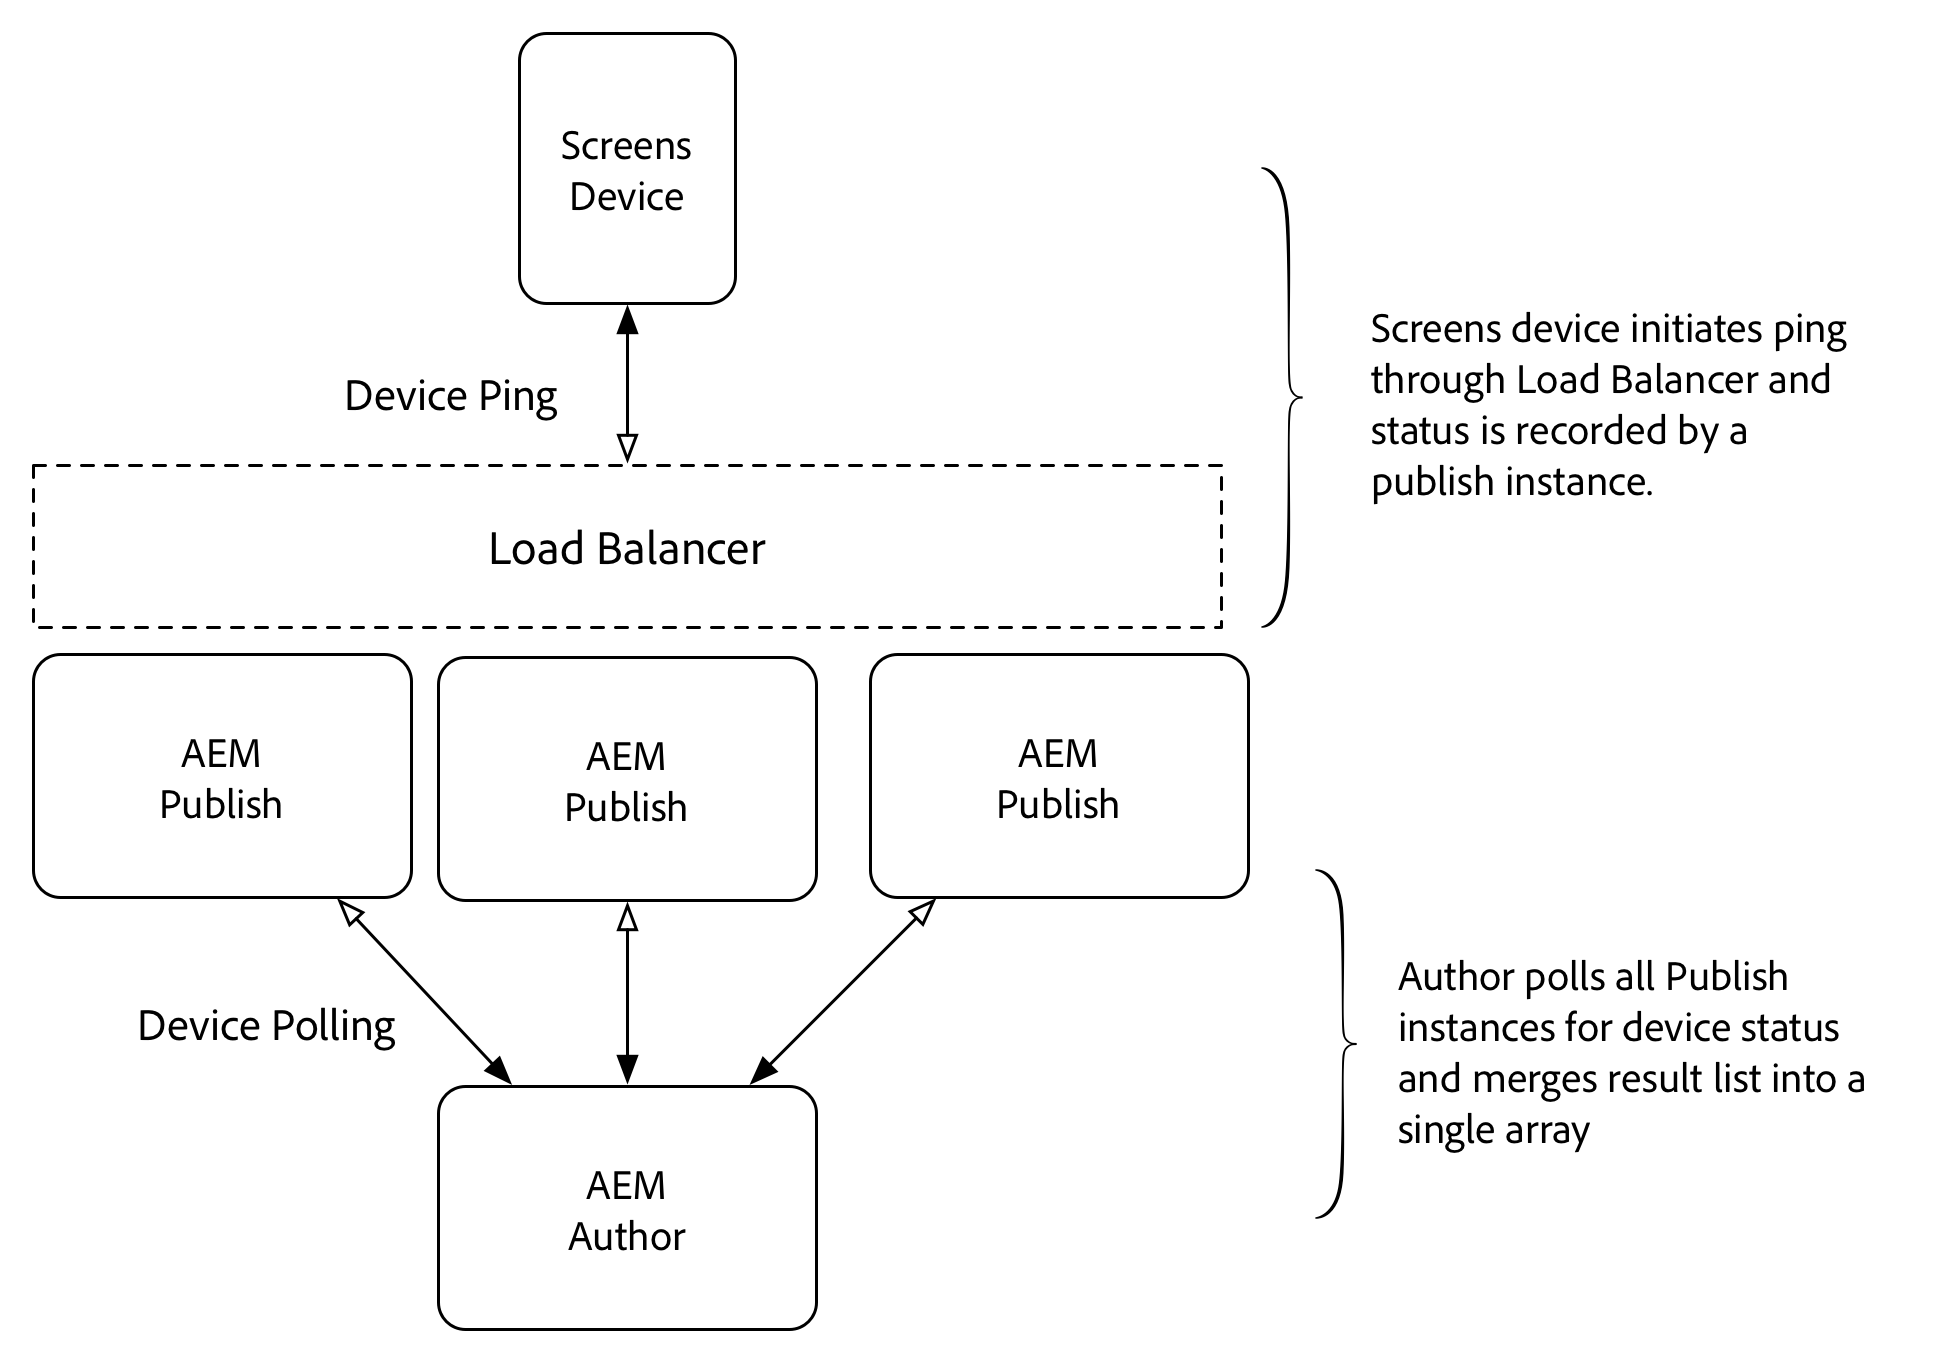 Screens
Device
Device Ping
Screens device initiates ping
through Load Balancer and
status is recorded by a
publish instance.
Load Balancer
AEM
Publish
AEM
Publish
AEM
Publish
Device Polling
Author polls all Publish
instances for device status
and merges result list into a
single array
AEM
Author